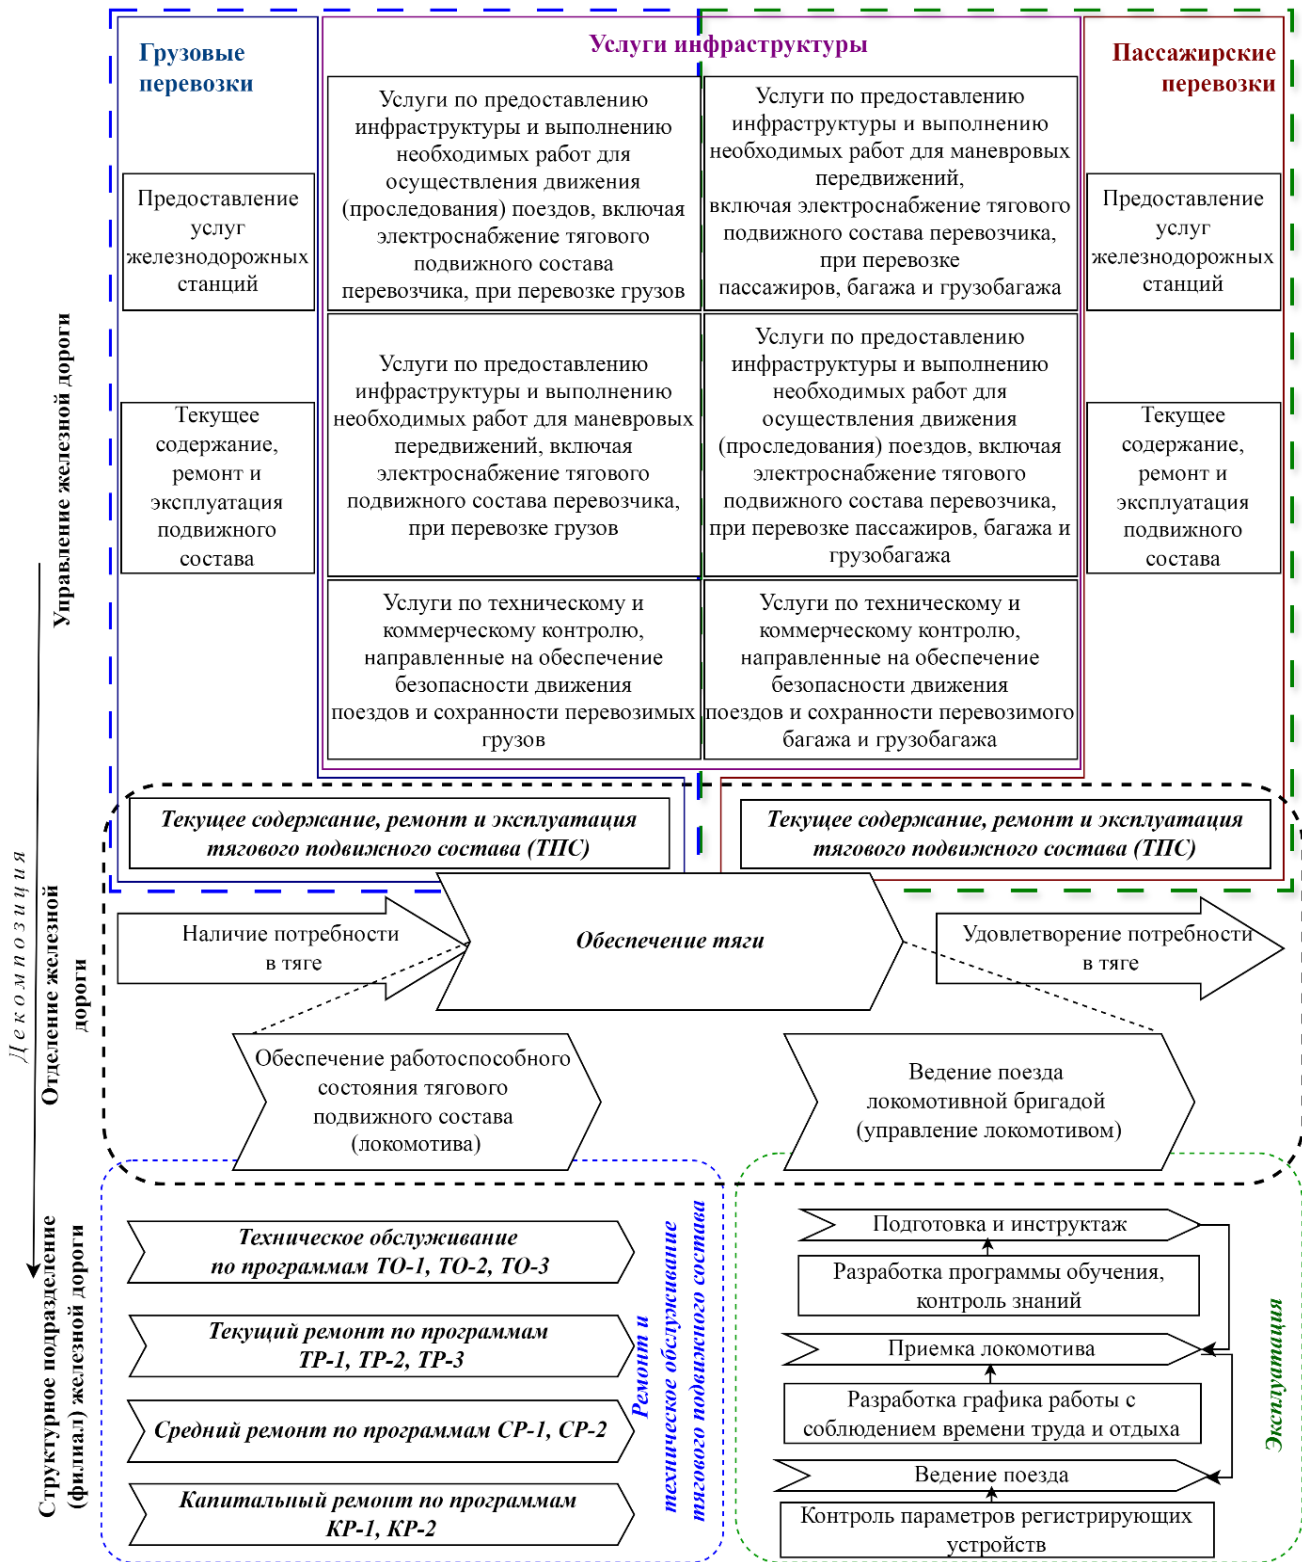 Грузовые
перевозки
Услуги инфраструктуры
Пассажирские
перевозки
Предоставление
услуг
железнодорожных
станций
Текущее
содержание,
ремонт и
эксплуатация
подвижного
состава
Услуги по предоставлению
инфраструктуры и выполнению
необходимых работ для
осуществления движения
(проследования) поездов, включая
электроснабжение тягового
подвижного состава
перевозчика, при перевозке грузов
Услуги по предоставлению
инфраструктуры и выполнению
необходимых работ для маневровых
передвижений,
включая электроснабжение тягового
подвижного состава перевозчика,
при перевозке
пассажиров, багажа и грузобагажа
Услуги по предоставлению
инфраструктуры и выполнению
необходимых работ для маневровых
передвижений, включая
электроснабжение тягового
подвижного состава перевозчика,
при перевозке грузов
Услуги по предоставлению
инфраструктуры и выполнению
необходимых работ для
осуществления движения
(проследования) поездов, включая
электроснабжение тягового
подвижного состава перевозчика,
при перевозке пассажиров, багажа и
грузобагажа
Услуги по техническому и
коммерческому контролю,
направленные на обеспечение
безопасности движения
поездов и сохранности перевозимых
грузов
Услуги по техническому и
коммерческому контролю,
направленные на обеспечение
безопасности движения
поездов и сохранности перевозимого
багажа и грузобагажа
Предоставление
услуг
железнодорожных
станций
Текущее
содержание,
ремонт и
эксплуатация
подвижного
состава
Управление железной дороги
Текущее содержание, ремонт и эксплуатация
тягового подвижного состава (ТПС)
Текущее содержание, ремонт и эксплуатация
тягового подвижного состава (ТПС)
Декомпозиция
Отделение железной
дороги
Наличие потребности
в тяге
Обеспечение тяги
Удовлетворение потребности
в тяге
Обеспечение работоспособного
состояния тягового
подвижного состава
(локомотива)
Ведение поезда
локомотивной бригадой
(управление локомотивом)
Структурное подразделение
(филиал) железной дороги
Техническое обслуживание
по программам ТО-1, ТО-2, ТО-3
Текущий ремонт по программам
ТР-1, ТР-2, ТР-3
Средний ремонт по программам СР-1, СР-2
Капитальный ремонт по программам
КР-1, КР-2
Ремонт и
техническое обслуживание
тягового подвижного состава
Подготовка и инструктаж
Разработка программы обучения,
контроль знаний
Приемка локомотива
Разработка графика работы с
соблюдением времени труда и отдыха
Ведение поезда
Контроль параметров регистрирующих
устройств
Эксплуатация